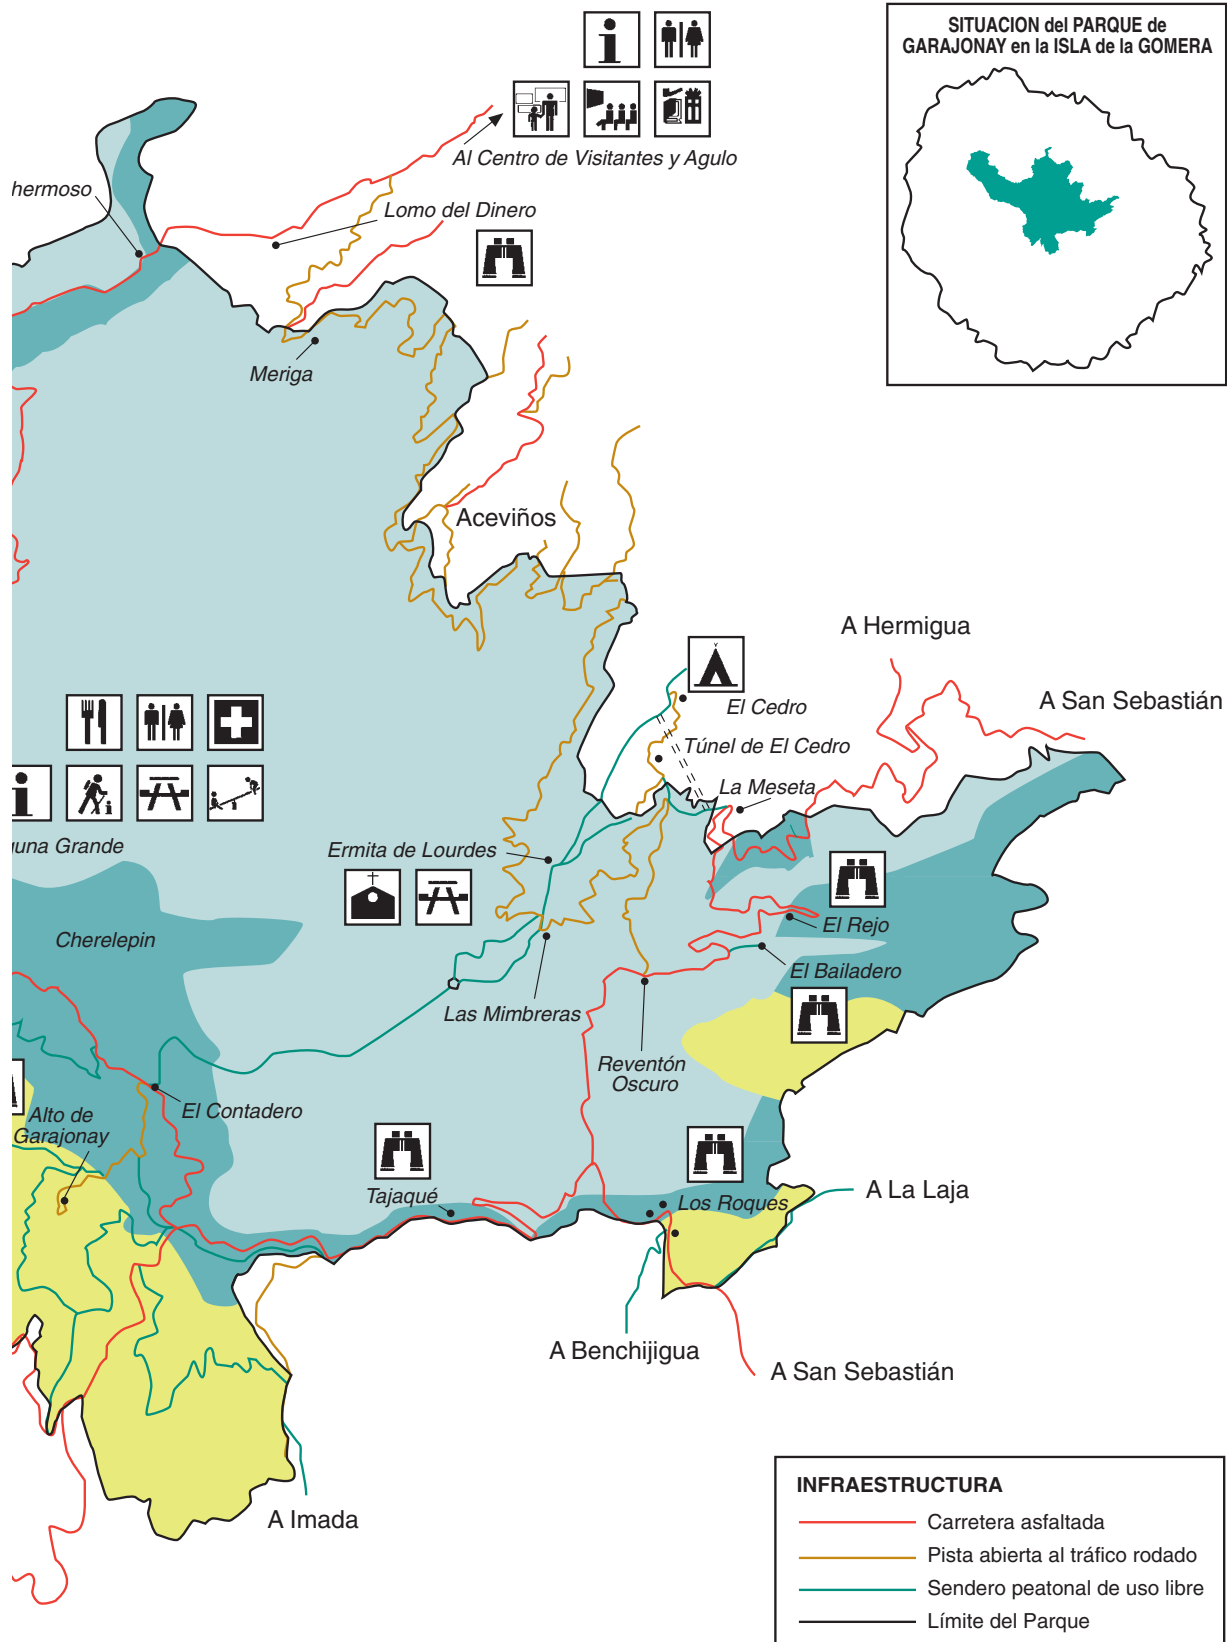 SITUACION del PARQUE de
GARAJONAY en la ISLA de la GOMERA
Al Centro de Visitantes y Agulo
hermoso
Lomo del Dinero
Meriga
Aceviños
A Hermigua
A San Sebastián
El Cedro
Túnel de El Cedro
La Meseta
guna Grande
Ermita de Lourdes
Cherelepin
El Rejo
El Bailadero
Las Mimbreras
Reventón
Oscuro
El Contadero
Alto de
Garajonay
Tajaqué
Los Roques
A La Laja
A Benchijigua
A San Sebastián
A Imada
INFRAESTRUCTURA
Carretera asfaltada
Pista abierta al tráfico rodado
Sendero peatonal de uso libre
Límite del Parque